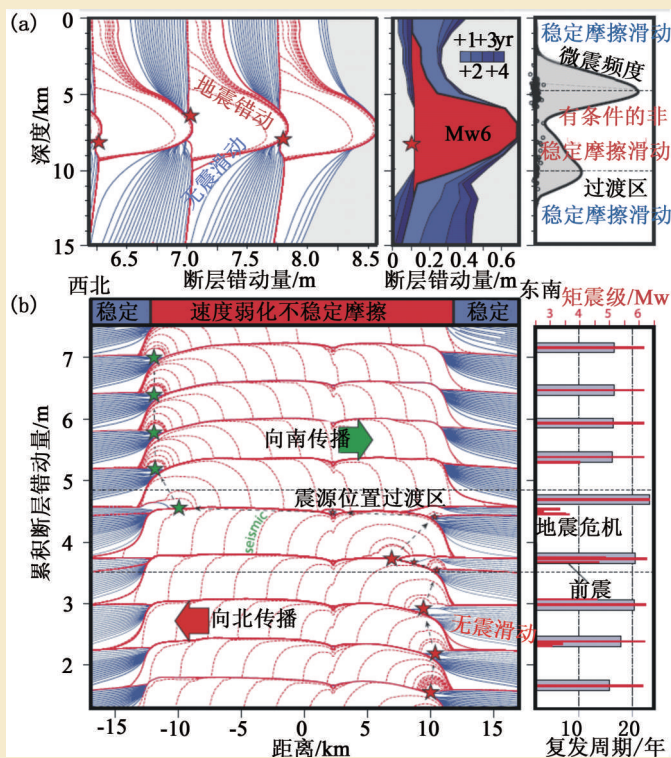 (a)
0
5
10
15
深度/km
地震错动
无震滑动
6.5
7.0
7.5
8.0
8.5
断层错动量/m
+1+3yr
+2 +4
Mw6
0
0.2
0.4
0.6
断层错动量/m
稳定摩擦滑动
微震频度
有条件的非
稳定摩擦滑动
过渡区
稳定摩擦滑动
(b)
西北
东南
稳定
速度弱化不稳定摩擦
稳定
7
6
5
4
3
2
累积断层错动量/m
向南传播
震源位置过渡区
seismic
向北传播
无震滑动
-15
-10
-5
0
5
10
15
距离/km
矩震级/Mw
3 4 5 6
地震危机
前震
10
20
复发周期/年